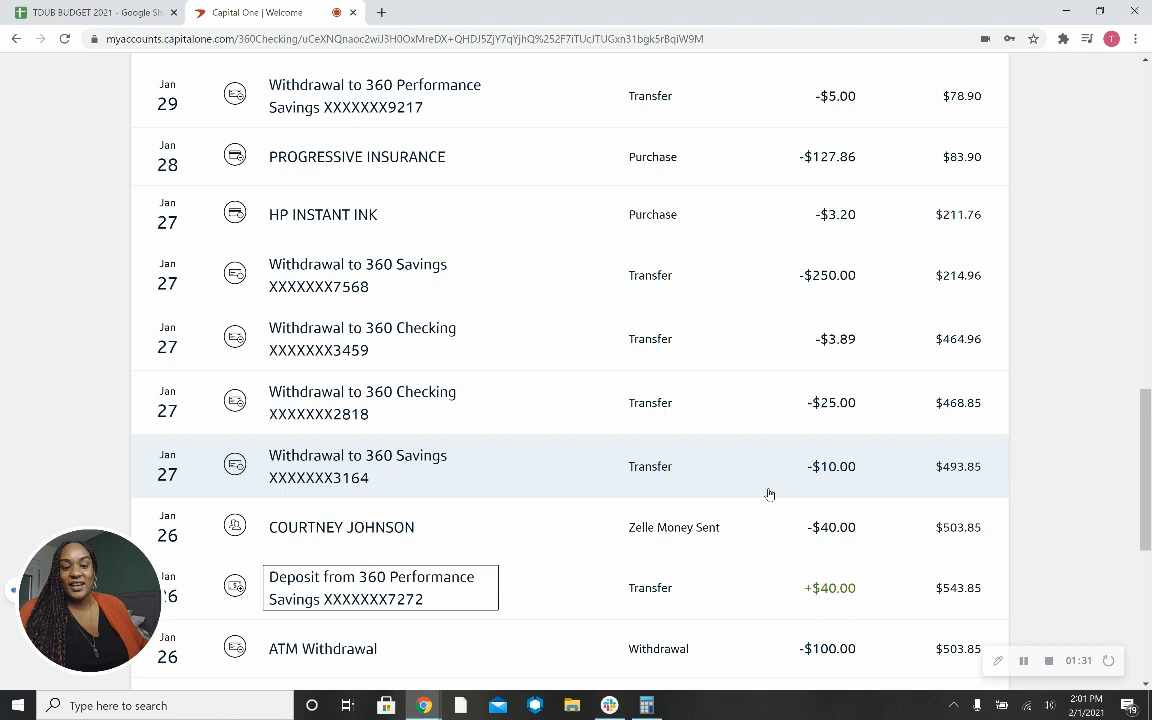 TDUB BUDGET 2021 - Google Sh
Capital One | Welcome
myaccounts.capitalone.com/360Checking/uCeXNQnaoc2wiJ3H0OxMreDX+QHDJ5ZjY7qYjhQ%252F7iTUcJTUGxn31bgk5rBqiW9M
T
Jan
29
Withdrawal to 360 Performance
Savings XXXXXXX9217
Transfer
-$5.00
$78.90
Jan
28
PROGRESSIVE INSURANCE
Purchase
-$127.86
$83.90
Jan
27
HP INSTANT INK
Purchase
-$3.20
$211.76
Jan
27
Withdrawal to 360 Savings
XXXXXXX7568
Transfer
-$250.00
$214.96
Jan
27
Withdrawal to 360 Checking
XXXXXXX3459
Transfer
-$3.89
$464.96
Jan
27
Withdrawal to 360 Checking
XXXXXXX2818
Transfer
-$25.00
$468.85
Jan
27
Withdrawal to 360 Savings
XXXXXXX3164
Transfer
-$10.00
$493.85
Jan
26
COURTNEY JOHNSON
Zelle Money Sent
-$40.00
$503.85
Jan
6
Deposit from 360 Performance
Savings XXXXXXX7272
Transfer
+$40.00
$543.85
Jan
26
ATM Withdrawal
Withdrawal
-$100.00
$503.85
01:31
Type here to search
2:01 PM
2/1/2021
19